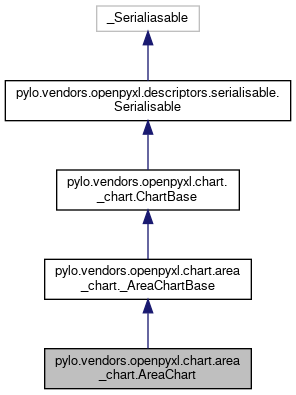 _Serialiasable
pylo.vendors.openpyxl.descriptors.serialisable.
Serialisable
pylo.vendors.openpyxl.chart.
_chart.ChartBase
pylo.vendors.openpyxl.chart.area
_chart._AreaChartBase
pylo.vendors.openpyxl.chart.area
_chart.AreaChart